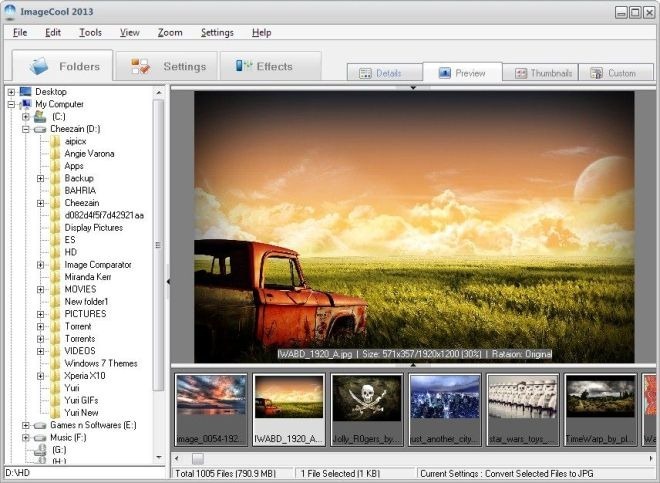 ImageCool 2013
File Edit Tools View Zoom Settings Help
Folders Settings Effects Details Preview Thumbnails Custom
Desktop
My Computer
(C:)
Cheezain (D:)
aipicx
Angie Varona
Apps
Backup
BAHRIA
Cheezain
d082d4f5f7d42921aa
Display Pictures
ES
HD
Image Comparator
Miranda Kerr
MOVIES
New folder1
PICTURES
Torrent
Torrents
VIDEOS
Windows 7 Themes
Xperia X10
Yuri
Yuri GIFs
Yuri New
Games n Softwares (E:)
Music (F:)
(G:)
(H:)
IWABD_1920_A.jpg | Size: 571x357/1920x1200 (30%) | Rataion: Original
image_0054-192... IWABD_1920_A... Jolly_R0gers_by... ust_another_city... star_wars_toys_... TimeWarp_by_pl... Wa
D:\HD
Total 1005 Files (790.9 MB) 1 File Selected (1 KB) Current Settings : Convert Selected Files to JPG